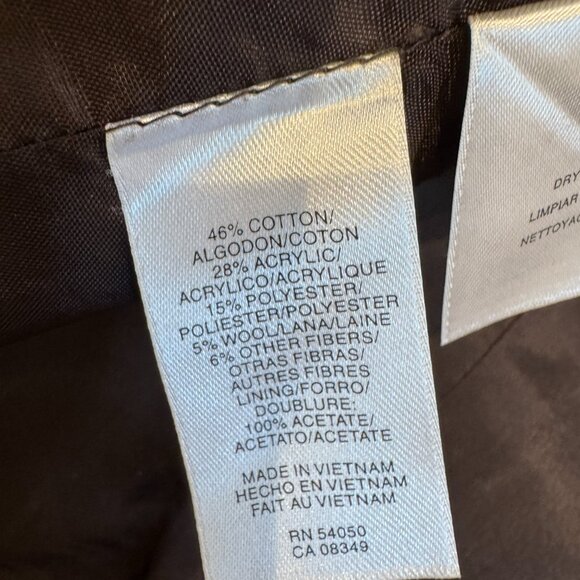 46% COTTON/
ALGODON/COTON
28% ACRYLIC/
ACRYLICO/ACRYLIQUE
15% POLYESTER/
POLIESTER/POLYESTER
5% WOOL/LANA/LAINE
6% OTHER FIBERS/
OTRAS FIBRAS/
AUTRES FIBRES
LINING/FORRO/
DOUBLURE:
100% ACETATE/
ACETATO/ACETATE
MADE IN VIETNAM
HECHO EN VIETNAM
FAIT AU VIETNAM
RN 54050
CA 08349
DRY
LIMPIAR